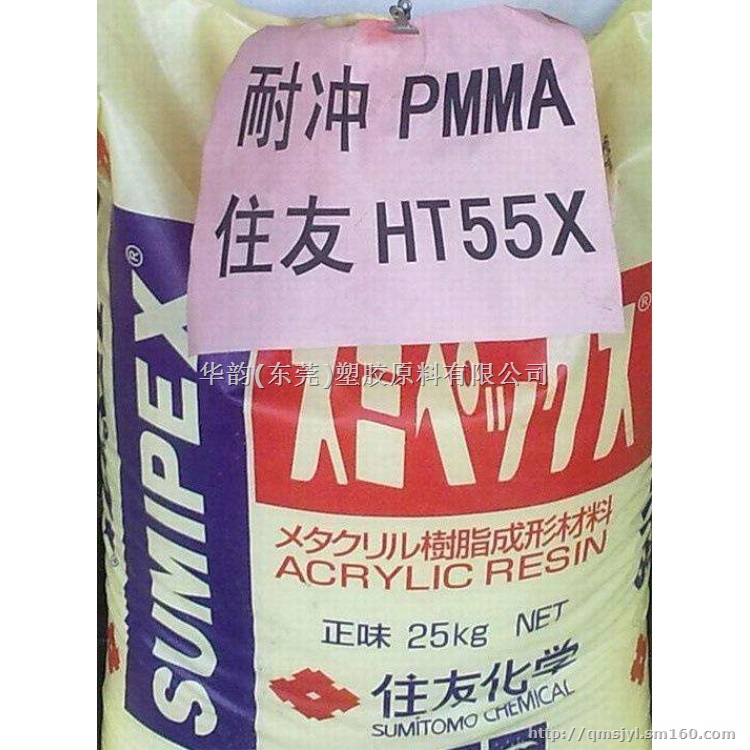 耐冲 PMMA
住友 HT55X
SUMIPEX®
スミペックス®
华韵(东莞)塑胶原料有限公司
メタクリル樹脂成形材料
ACRYLIC RESIN
正味 25kg NET
住友化学
SUMITOMO CHEMICAL
http://qmsjyl.sm160.com